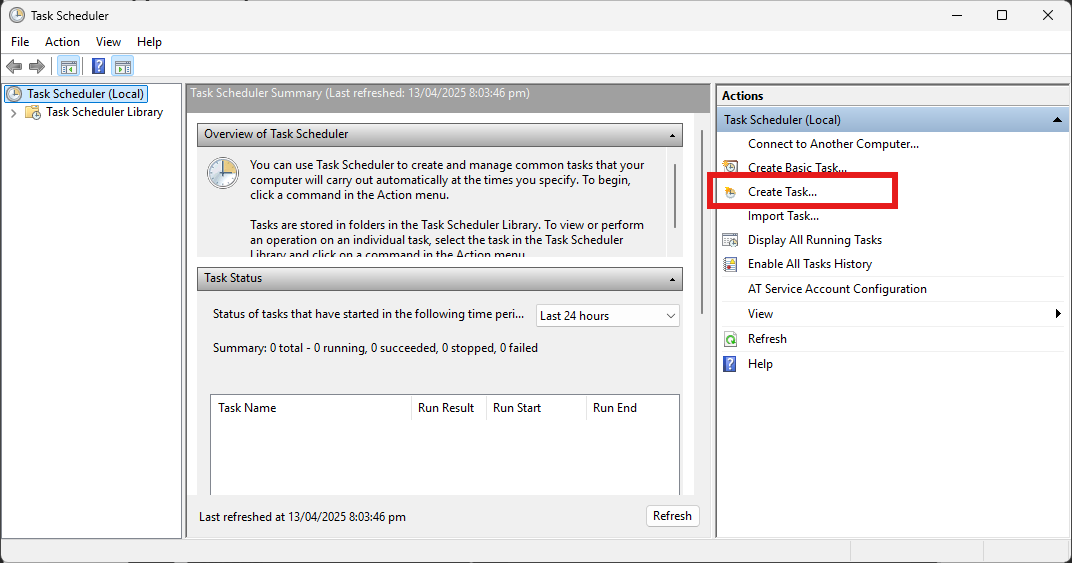 Task Scheduler
File Action View Help
Task Scheduler (Local)
Task Scheduler Library
Task Scheduler Summary (Last refreshed: 13/04/2025 8:03:46 pm)
Overview of Task Scheduler
You can use Task Scheduler to create and manage common tasks that your
computer will carry out automatically at the times you specify. To begin,
click a command in the Action menu.
Tasks are stored in folders in the Task Scheduler Library. To view or perform
an operation on an individual task, select the task in the Task Scheduler
Library and click on a command in the Action menu.
Task Status
Status of tasks that have started in the following time peri... Last 24 hours
Summary: 0 total - 0 running, 0 succeeded, 0 stopped, 0 failed
Task Name Run Result Run Start Run End
Last refreshed at 13/04/2025 8:03:46 pm Refresh
Actions
Task Scheduler (Local)
Connect to Another Computer...
Create Basic Task...
Create Task...
Import Task...
Display All Running Tasks
Enable All Tasks History
AT Service Account Configuration
View
Refresh
Help